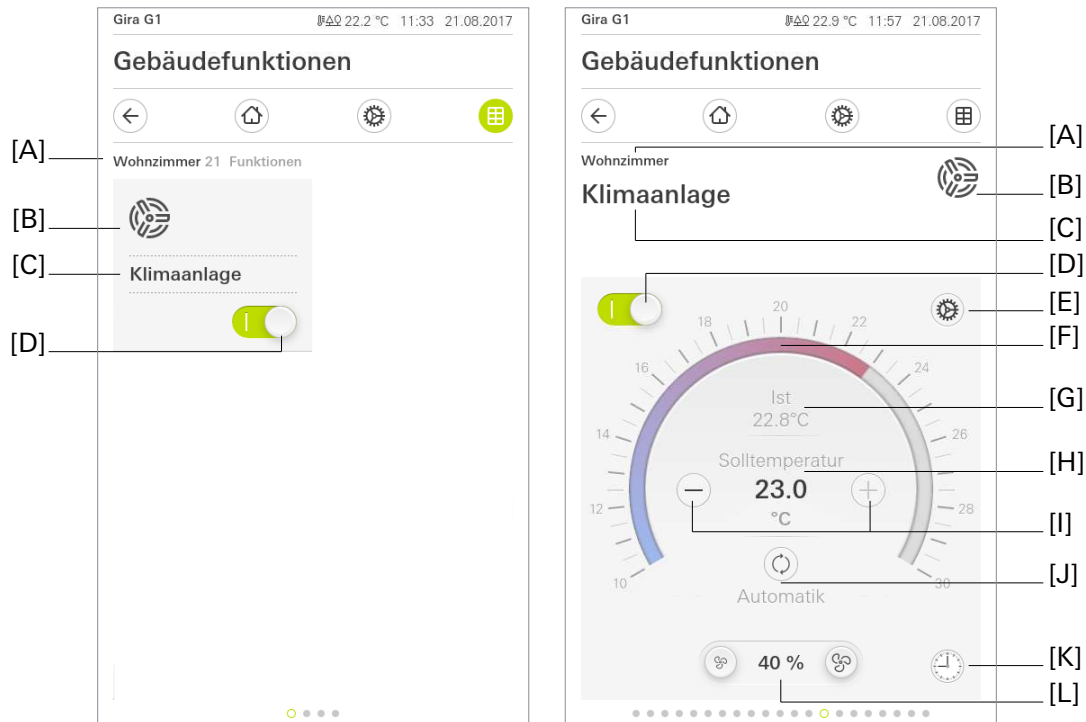 Gira G1 22.2 °C 11:33 21.08.2017
Gebäudefunktionen
[A] Wohnzimmer 21 Funktionen
[B]
[C] Klimaanlage
[D]
Gira G1 22.9 °C 11:57 21.08.2017
Gebäudefunktionen
Wohnzimmer [A]
Klimaanlage [B]
[C]
[D]
[E]
[F]
10
12
14
16
18
20
22
24
26
28
30
Ist [G]
22.8°C
Solltemperatur [H]
23.0
°C
[I]
[J]
Automatik
[K]
40 %
[L]